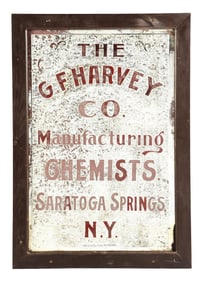 THE
G.F.HARVEY
CO.
Manufacturing
CHEMISTS.
SARATOGA SPRINGS,
N.Y.